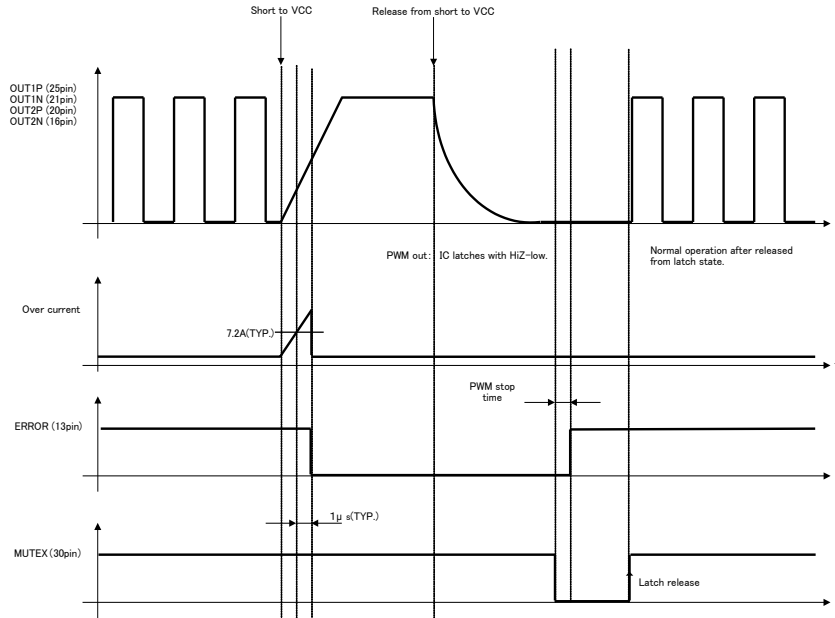 Short to VCC
Release from short to VCC
OUT1P (25pin)
OUT1N (21pin)
OUT2P (20pin)
OUT2N (16pin)
PWM out: IC latches with HiZ-low.
Normal operation after released
from latch state.
Over current
7.2A(TYP.)
PWM stop
time
ERROR (13pin)
1μ s(TYP.)
MUTEX (30pin)
Latch release